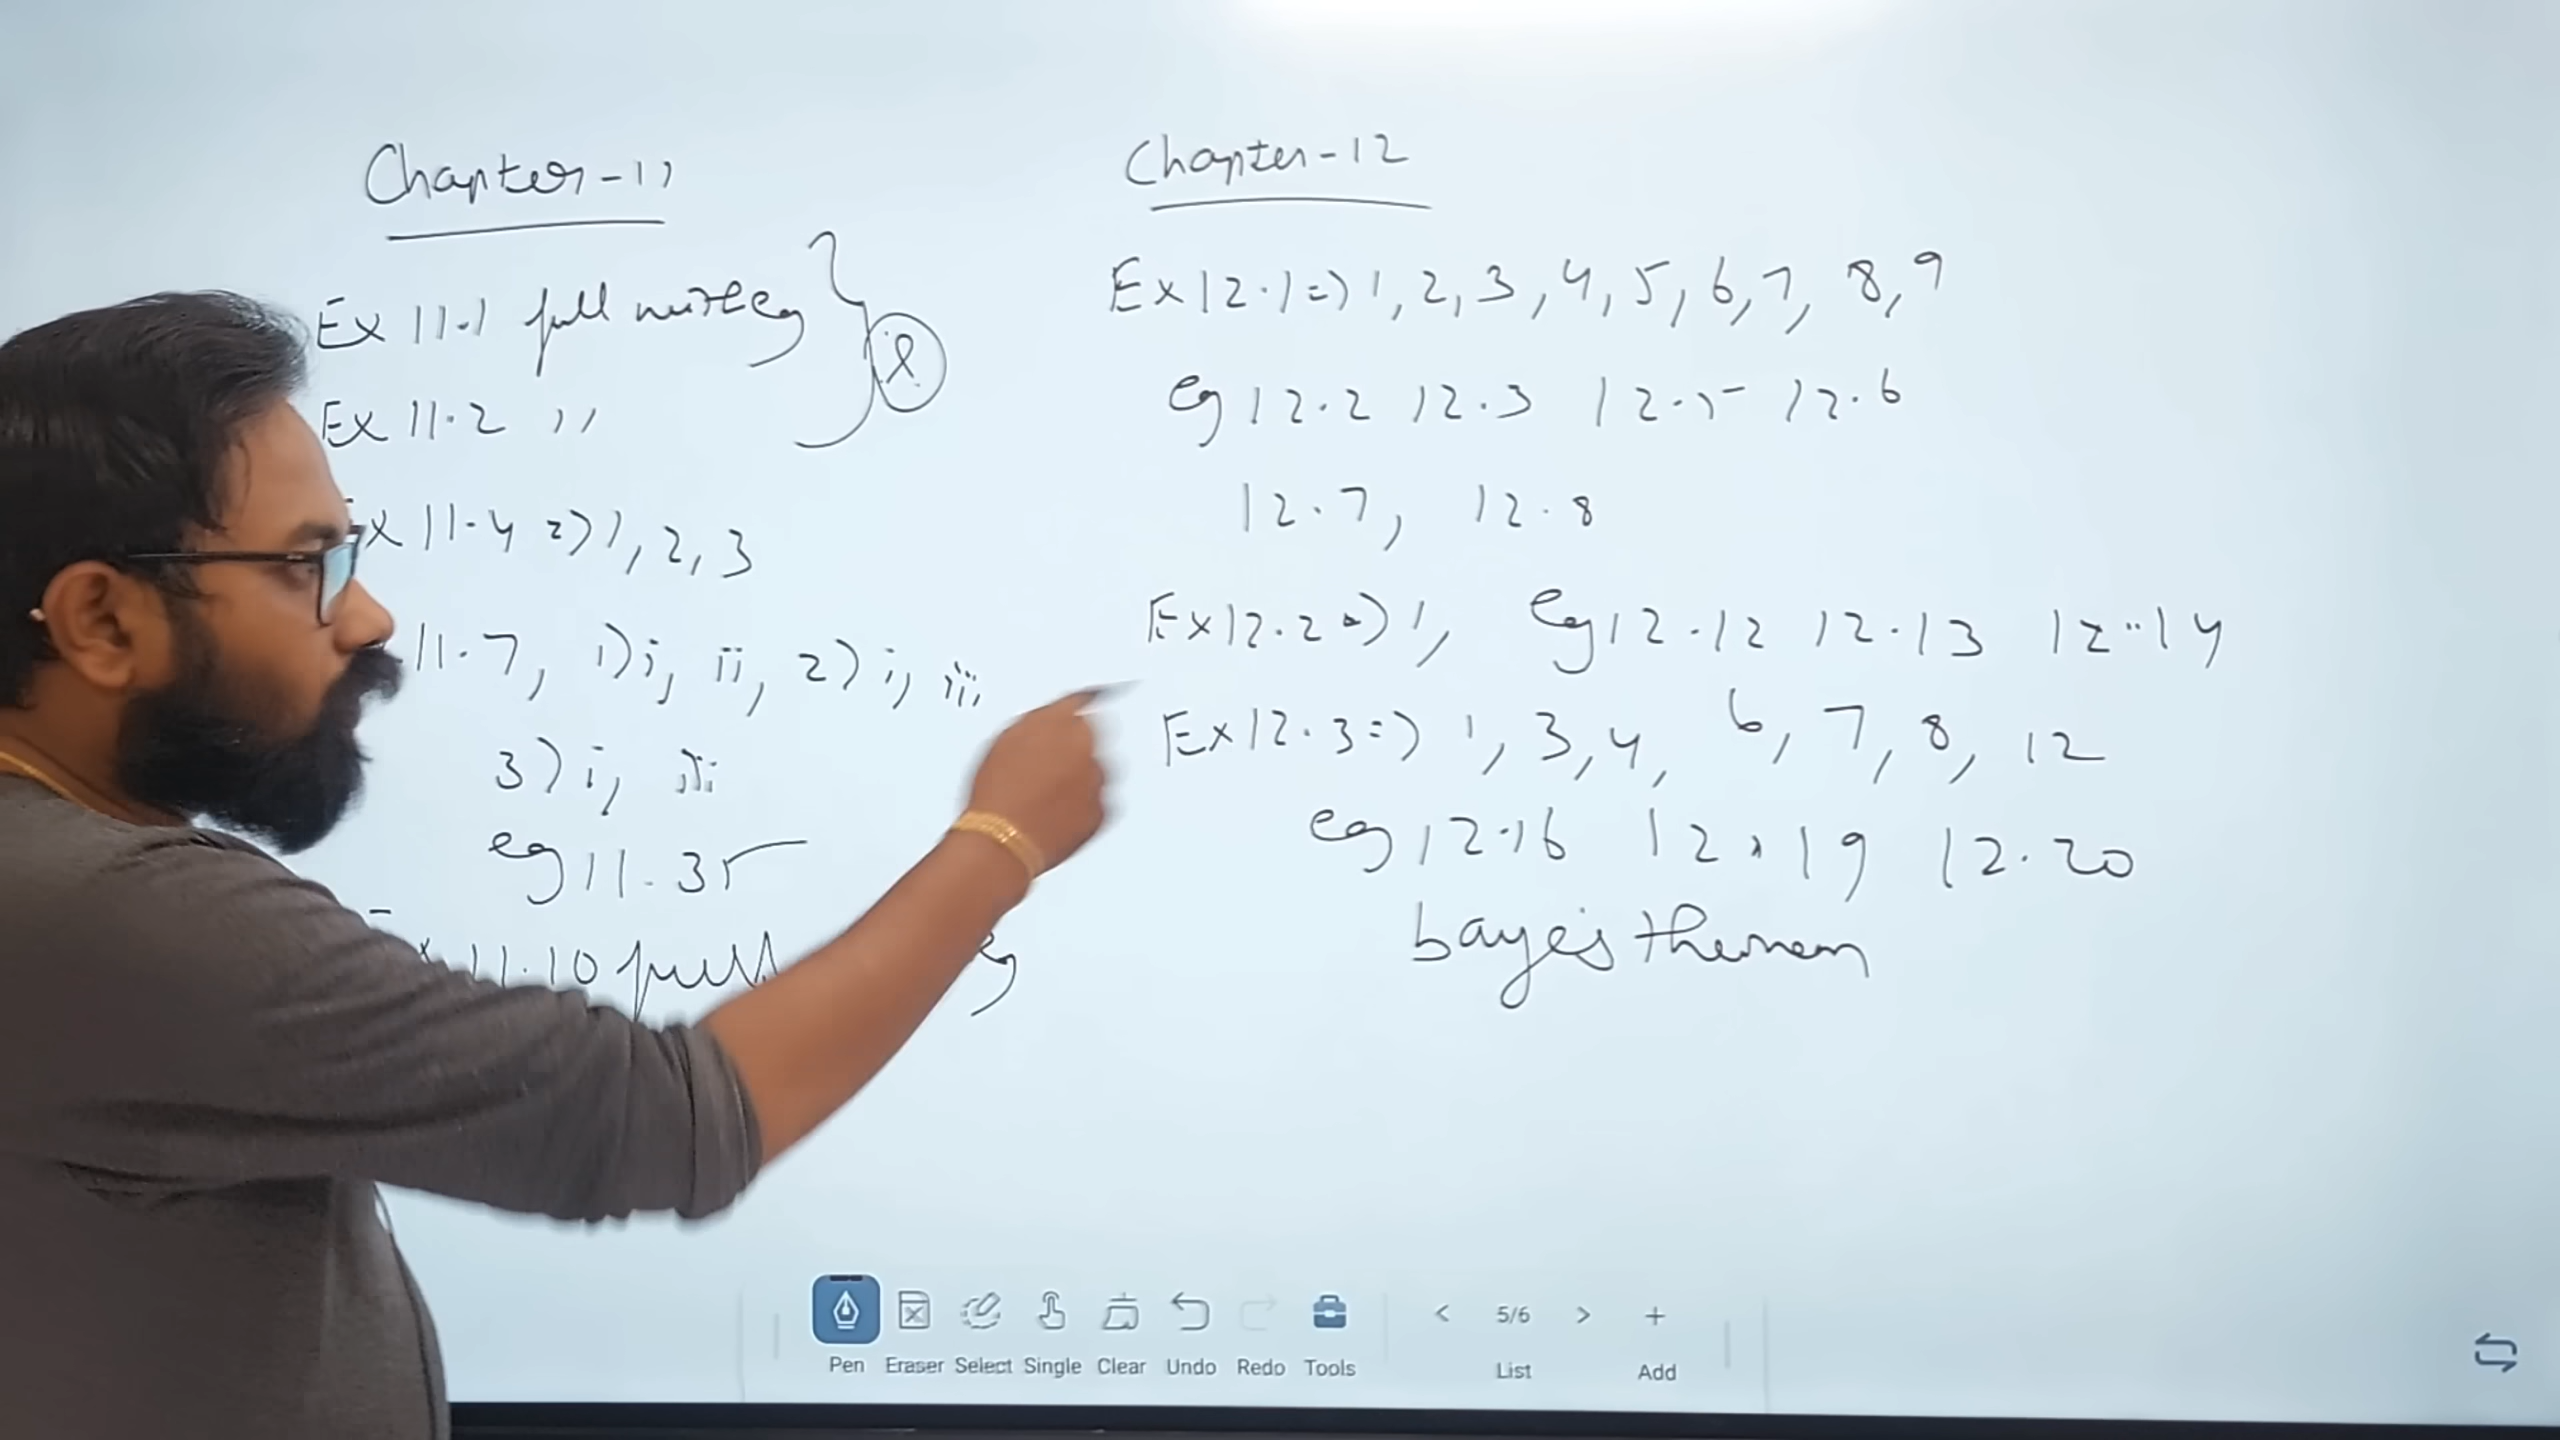 Chapter-11
Ex 11.1 full with eg
Ex 11.2 ,,
11.4 => 1, 2, 3
11.7, 1) i, ii, 2) i, iii
3) i, iii
eg 11.35
11.10 full eg
Chapter-12
Ex 12.1 => 1, 2, 3, 4, 5, 6, 7, 8, 9
eg 12.2 12.3 12.5 12.6
12.7, 12.8
Ex 12.2 => 1, eg 12.12 12.13 12.14
Ex 12.3 => 1, 3, 4, 6, 7, 8, 12
eg 12.16 12.19 12.20
baye's theorem
Pen Eraser Select Single Clear Undo Redo Tools < 5/6 > +
List Add